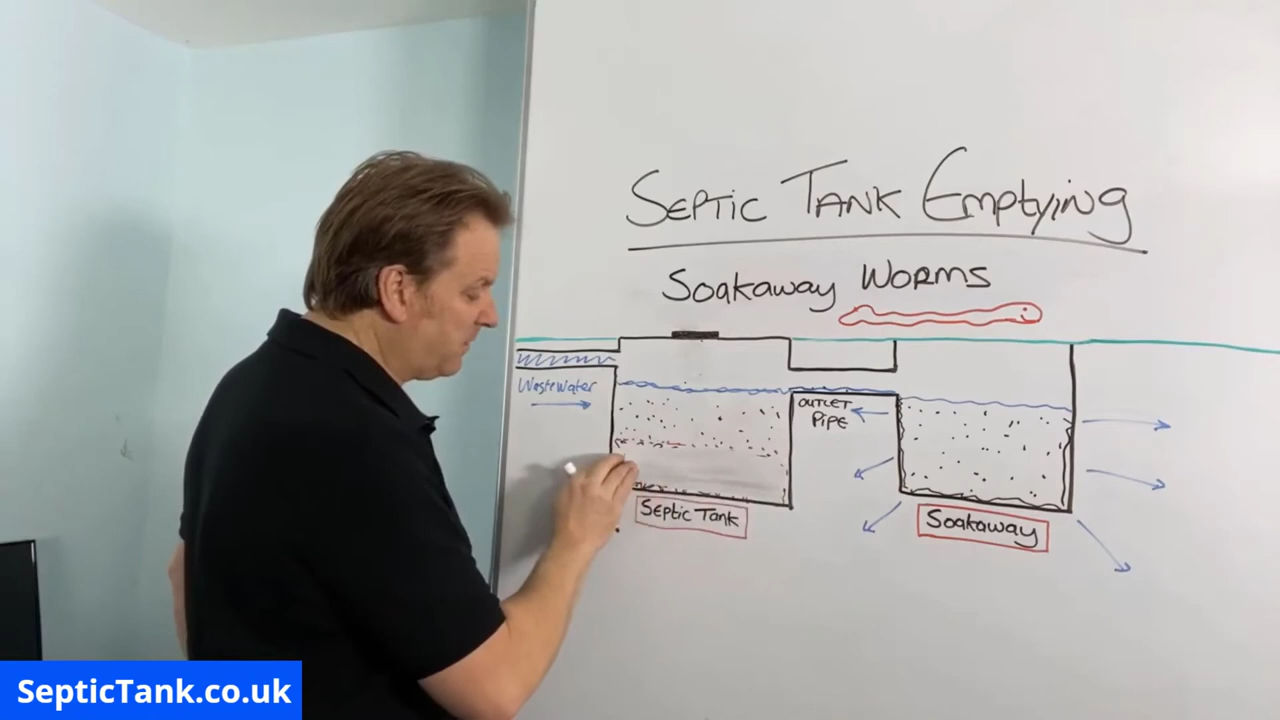 SEPTIC TANK EmptyinG
Soakaway WORMS
WasteWater
OUTLET
PiPE
SEPtic Tank
Soakaway
SepticTank.co.uk